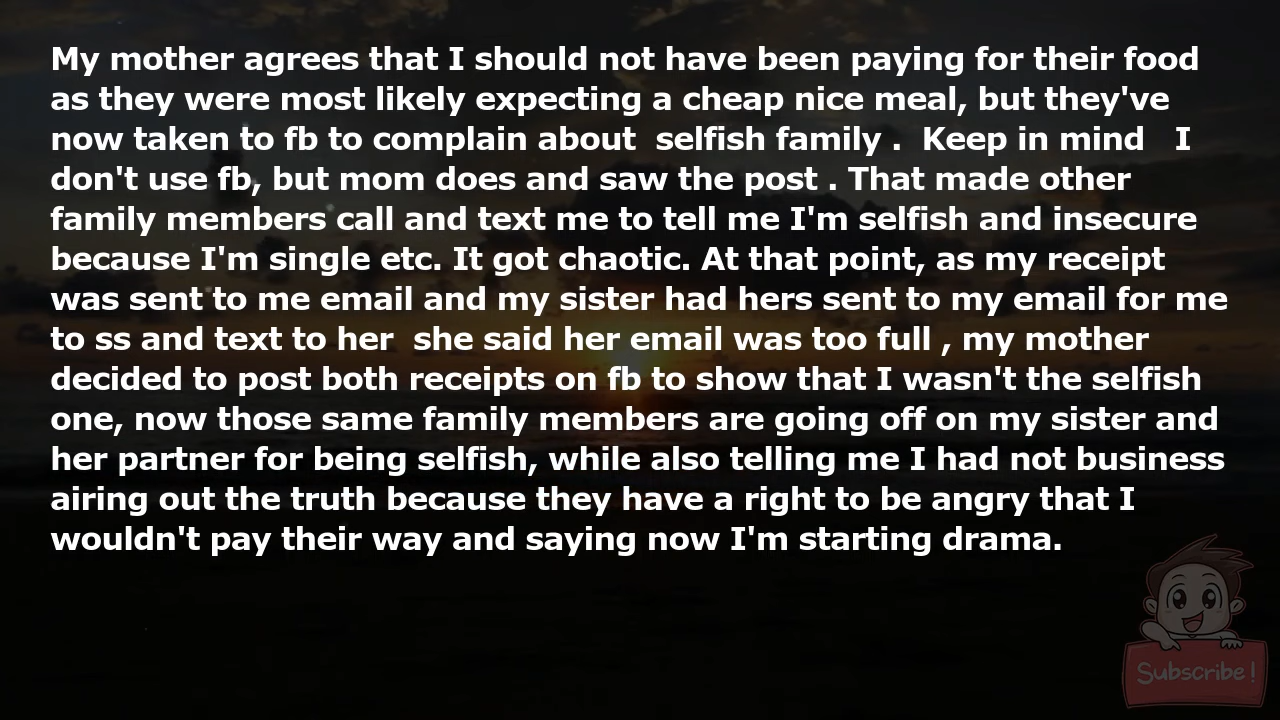 My mother agrees that I should not have been paying for their food
as they were most likely expecting a cheap nice meal, but they've
now taken to fb to complain about  selfish family .  Keep in mind   I
don't use fb, but mom does and saw the post . That made other
family members call and text me to tell me I'm selfish and insecure
because I'm single etc. It got chaotic. At that point, as my receipt
was sent to me email and my sister had hers sent to my email for me
to ss and text to her  she said her email was too full , my mother
decided to post both receipts on fb to show that I wasn't the selfish
one, now those same family members are going off on my sister and
her partner for being selfish, while also telling me I had not business
airing out the truth because they have a right to be angry that I
wouldn't pay their way and saying now I'm starting drama.
Subscribe!